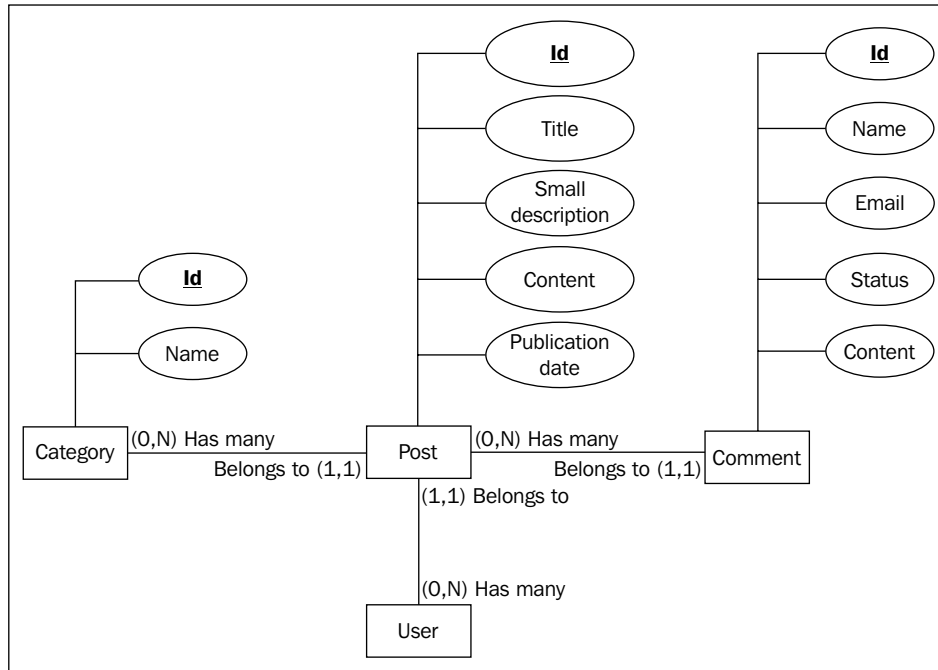 Id
Title
Small
description
Content
Publication
date
Id
Name
Email
Status
Content
Id
Name
Category
(0,N) Has many
Belongs to (1,1)
Post
(0,N) Has many
Belongs to (1,1)
Comment
(1,1) Belongs to
(0,N) Has many
User